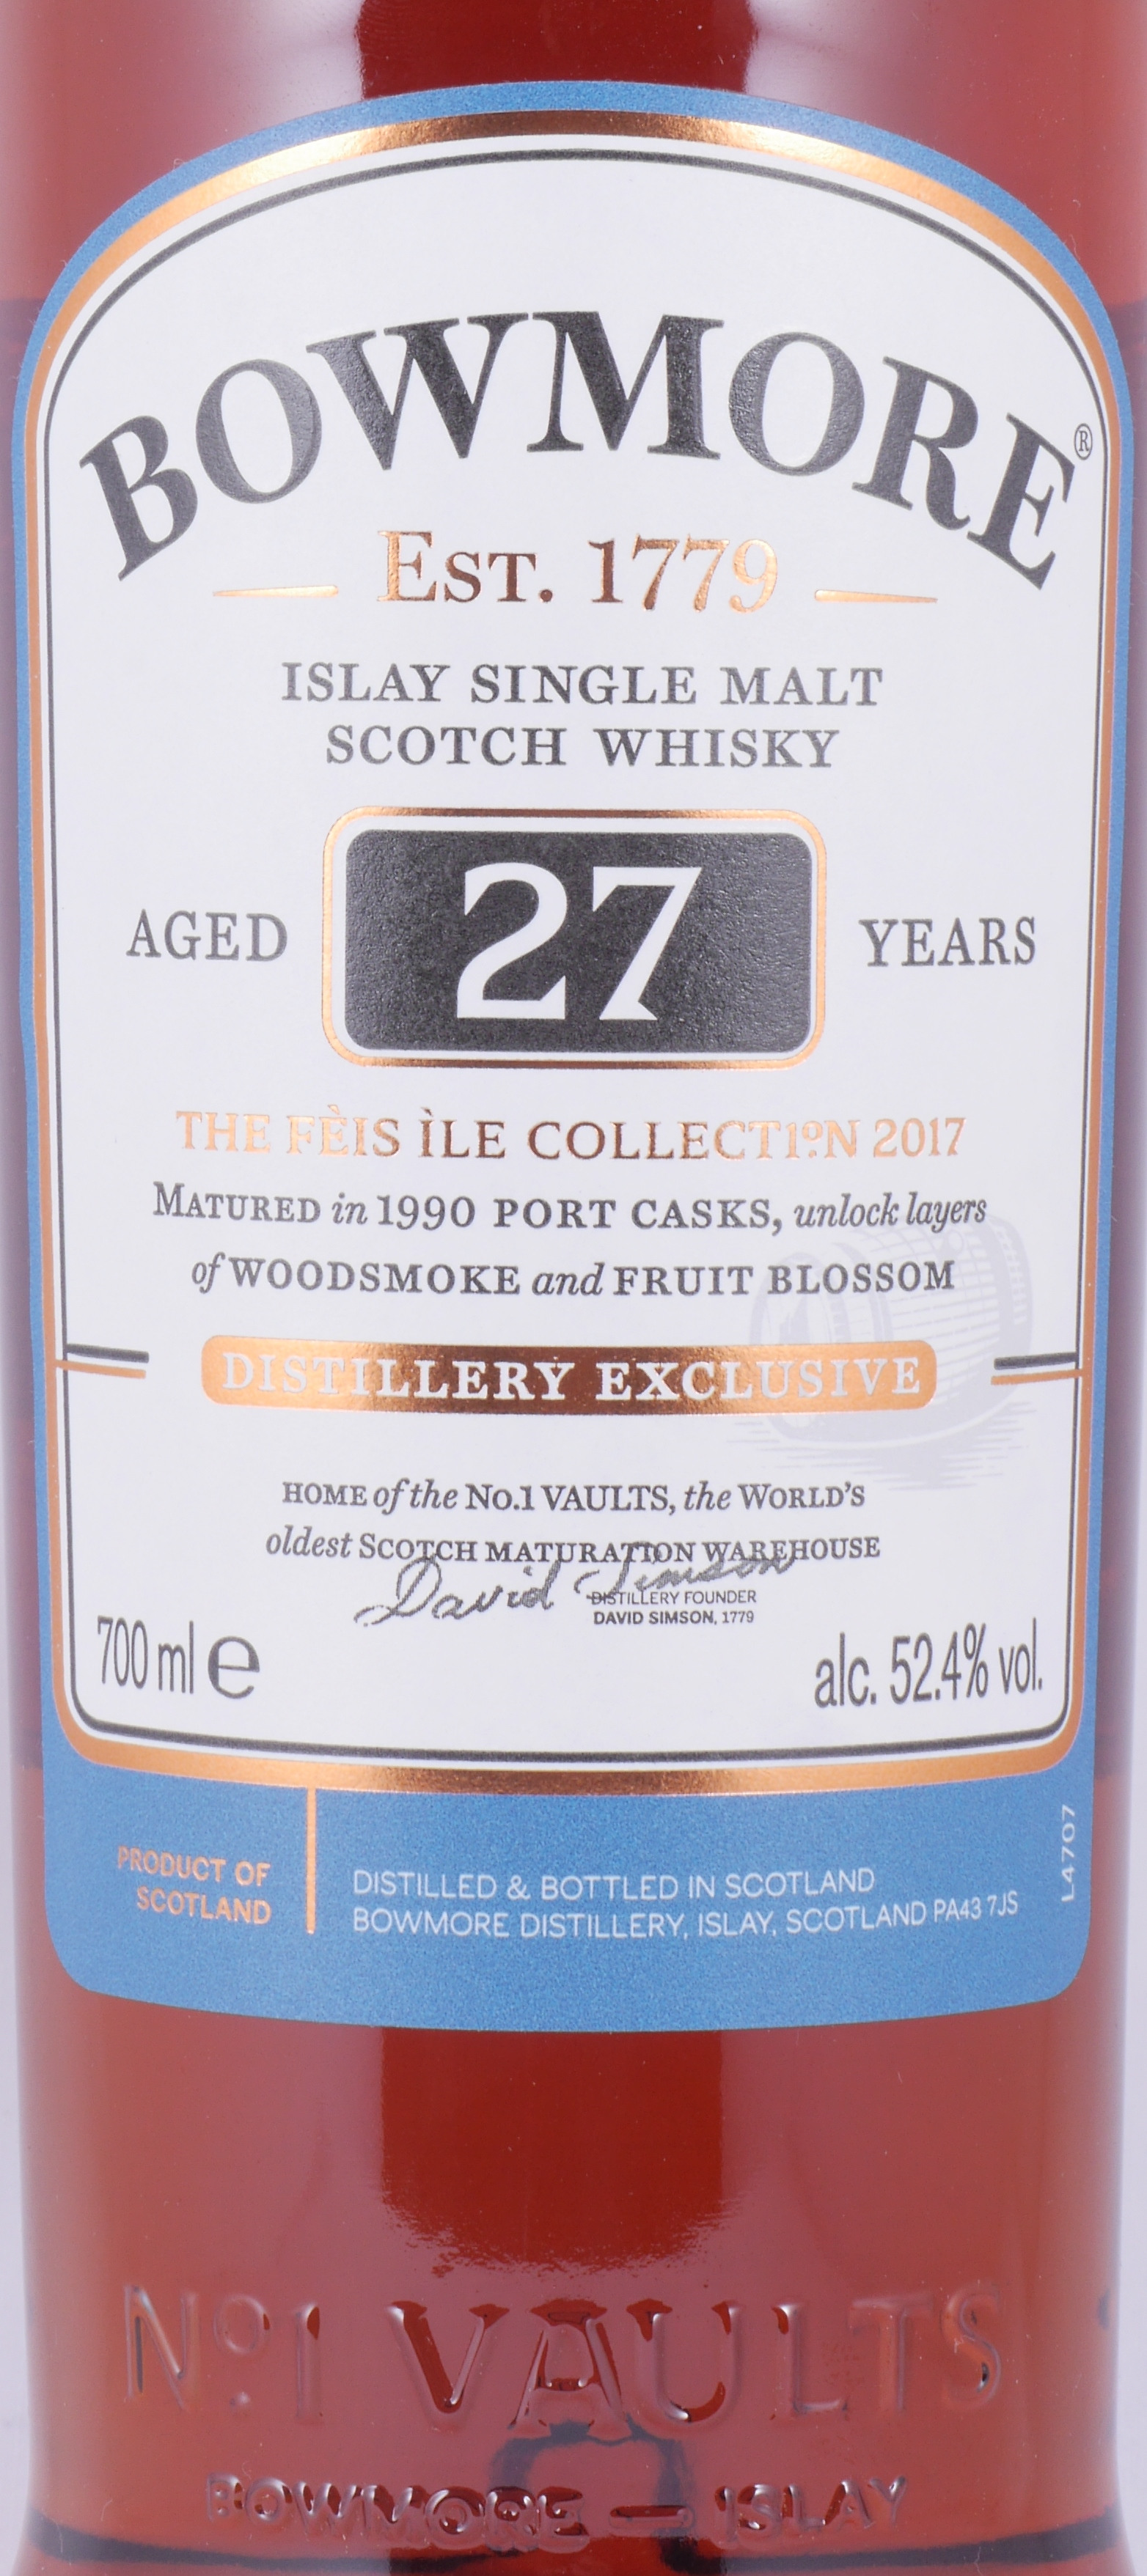 BOWMORE®
EST. 1779
ISLAY SINGLE MALT
SCOTCH WHISKY
AGED 27 YEARS
THE FÈIS ÌLE COLLECTIºN 2017
MATURED in 1990 PORT CASKS, unlock layers
of WOODSMOKE and FRUIT BLOSSOM
DISTILLERY EXCLUSIVE
HOME of the No.1 VAULTS, the WORLD'S
oldest SCOTCH MATURATION WAREHOUSE
David Simson
DISTILLERY FOUNDER
DAVID SIMSON, 1779
700 ml e
alc. 52.4% vol.
PRODUCT OF
SCOTLAND
DISTILLED & BOTTLED IN SCOTLAND
BOWMORE DISTILLERY, ISLAY, SCOTLAND PA43 7JS
L4707
Nº1 VAULTS
BOWMORE — ISLAY